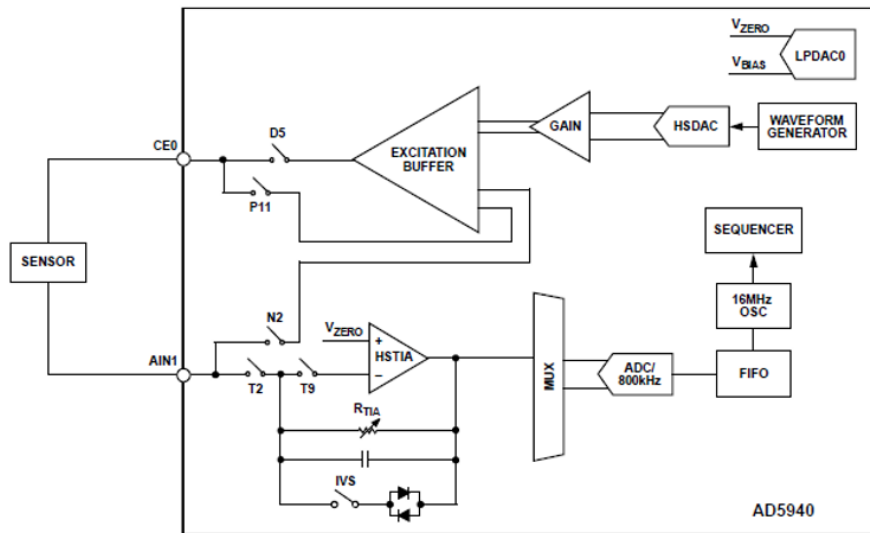 VZERO
VBIAS
LPDAC0
CE0
D5
EXCITATION
BUFFER
GAIN
HSDAC
WAVEFORM
GENERATOR
P11
SENSOR
SEQUENCER
N2
VZERO
+
HSTIA
−
16MHz
OSC
AIN1
T2
T9
MUX
ADC/
800kHz
FIFO
RTIA
IVS
AD5940